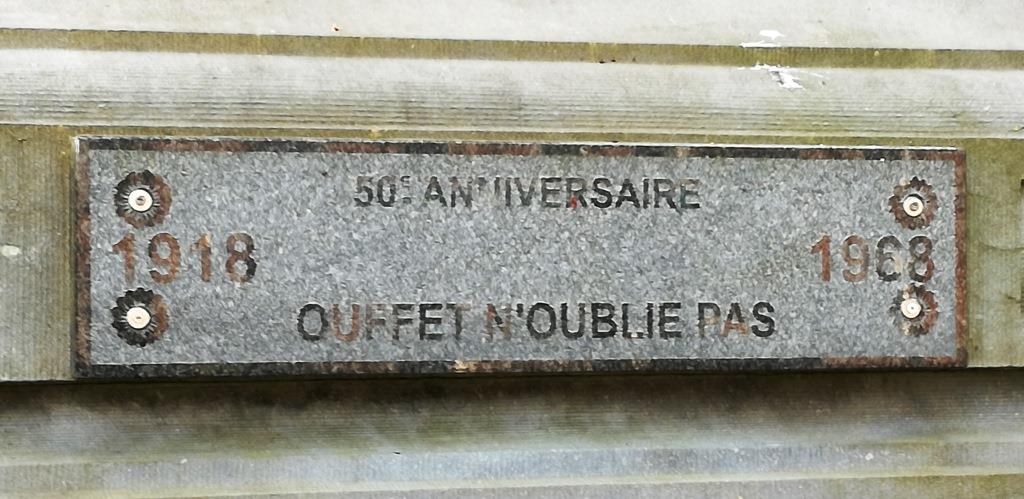 50e ANNIVERSAIRE
1918 1968
OUFFET N'OUBLIE PAS